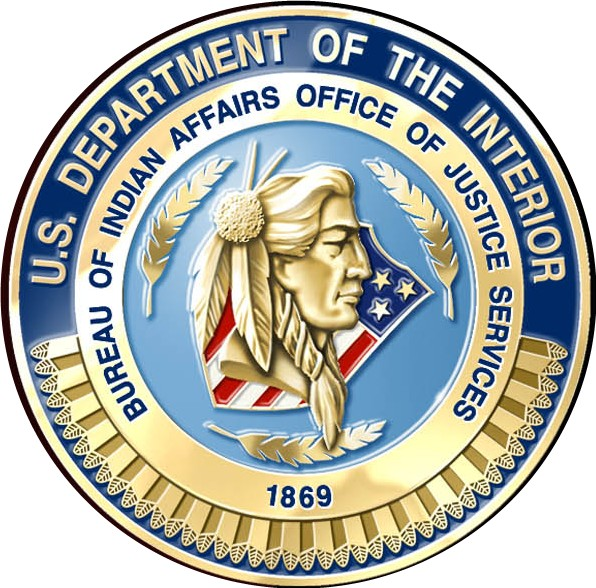 U.S. DEPARTMENT OF THE INTERIOR
BUREAU OF INDIAN AFFAIRS OFFICE OF JUSTICE SERVICES
1869